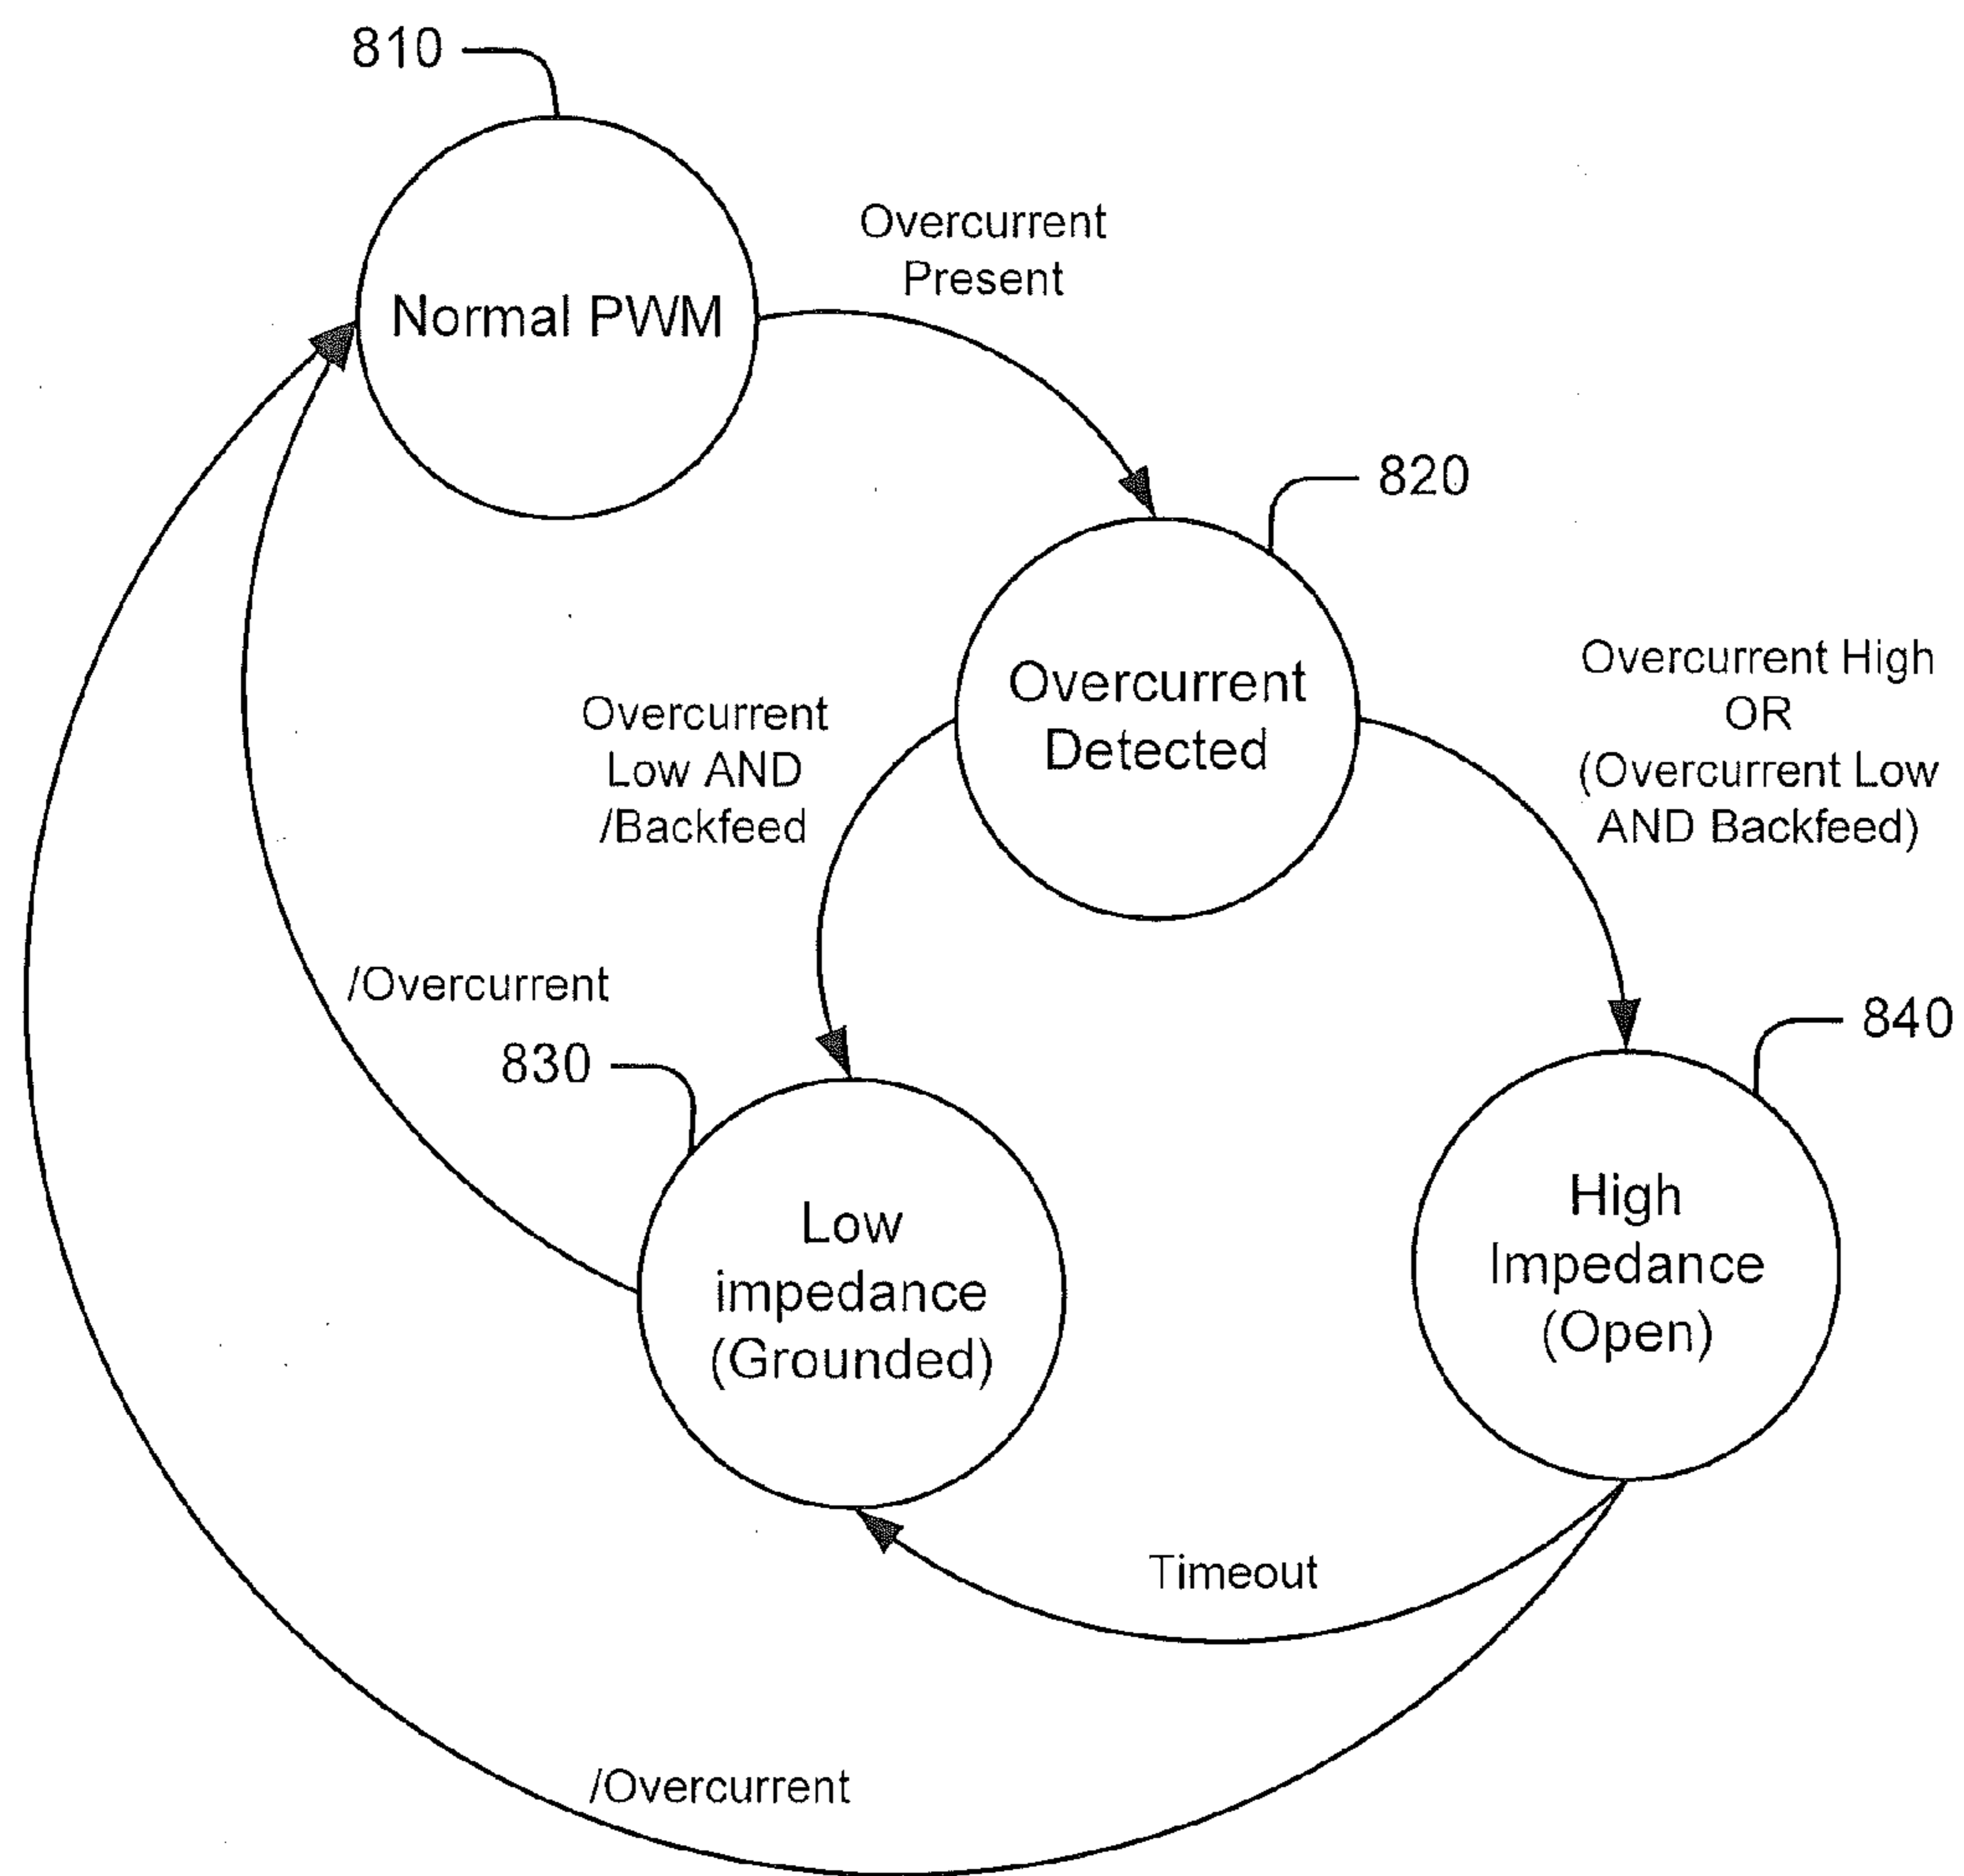 810
Normal PWM
Overcurrent
Present
820
Overcurrent
Detected
Overcurrent High
OR
(Overcurrent Low
AND Backfeed)
Overcurrent
Low AND
/Backfeed
/Overcurrent
830
840
Low
impedance
(Grounded)
High
Impedance
(Open)
Timeout
/Overcurrent